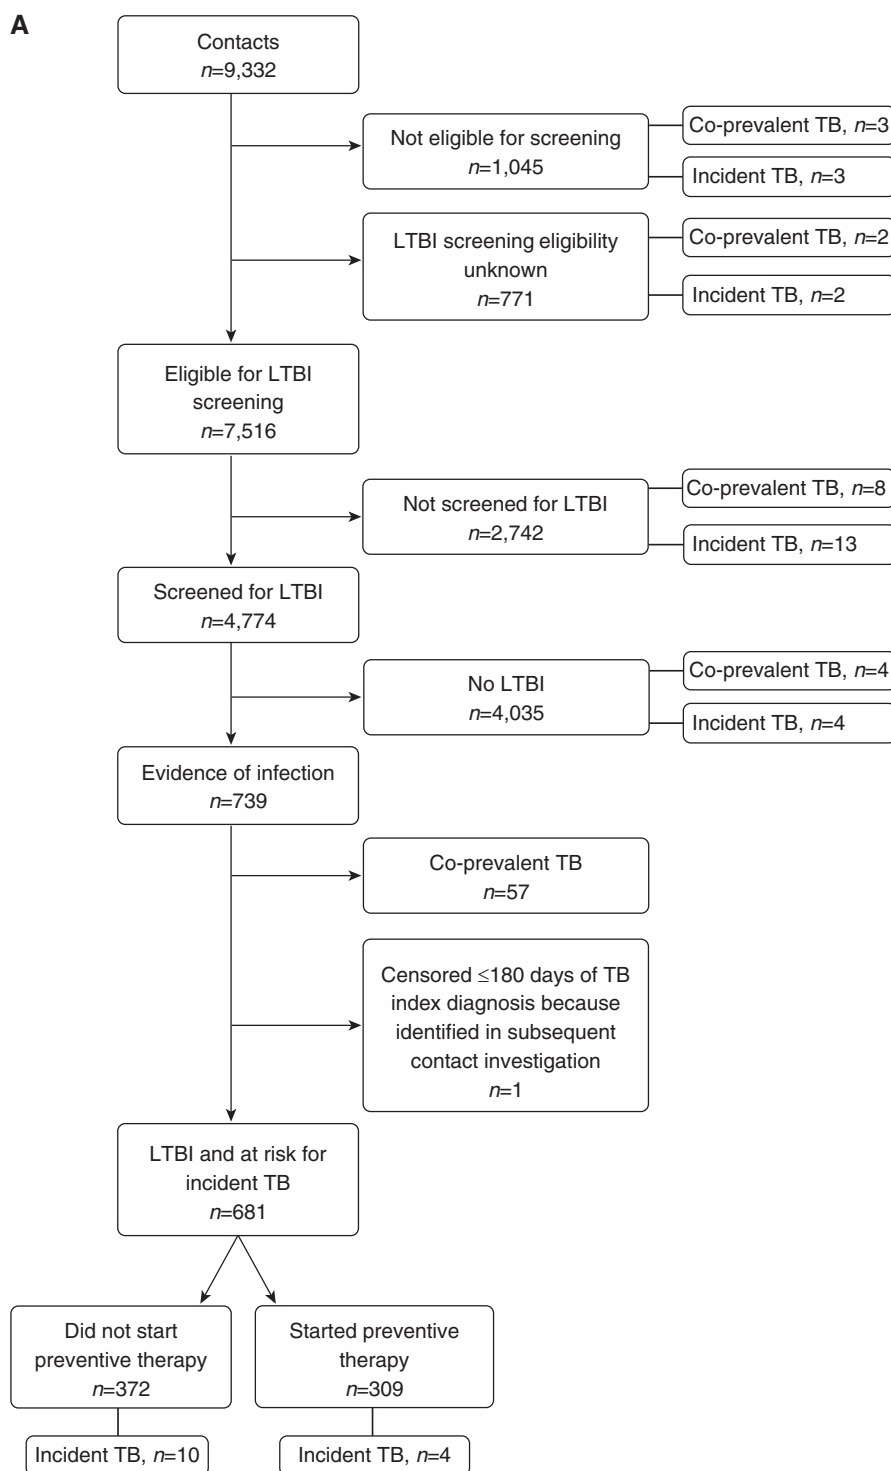 A
Contacts
n=9,332
Not eligible for screening
n=1,045
Co-prevalent TB, n=3
Incident TB, n=3
LTBI screening eligibility
unknown
n=771
Co-prevalent TB, n=2
Incident TB, n=2
Eligible for LTBI
screening
n=7,516
Not screened for LTBI
n=2,742
Co-prevalent TB, n=8
Incident TB, n=13
Screened for LTBI
n=4,774
No LTBI
n=4,035
Co-prevalent TB, n=4
Incident TB, n=4
Evidence of infection
n=739
Co-prevalent TB
n=57
Censored ≤180 days of TB
index diagnosis because
identified in subsequent
contact investigation
n=1
LTBI and at risk for
incident TB
n=681
Did not start
preventive therapy
n=372
Started preventive
therapy
n=309
Incident TB, n=10
Incident TB, n=4